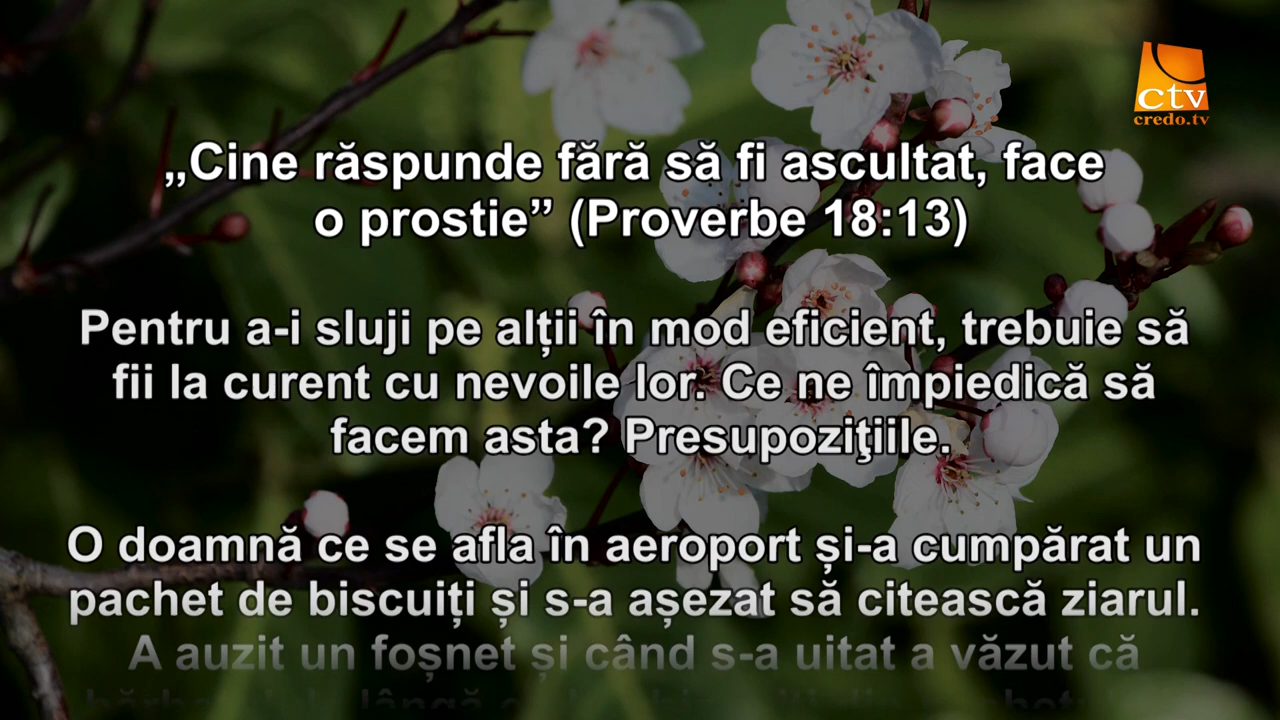 ctv
credo.tv
„Cine răspunde fără să fi ascultat, face
o prostie” (Proverbe 18:13)
Pentru a-i sluji pe alții în mod eficient, trebuie să
fii la curent cu nevoile lor. Ce ne împiedică să
facem asta? Presupoziţiile.
O doamnă ce se afla în aeroport și-a cumpărat un
pachet de biscuiți și s-a așezat să citească ziarul.
A auzit un foșnet și când s-a uitat a văzut că